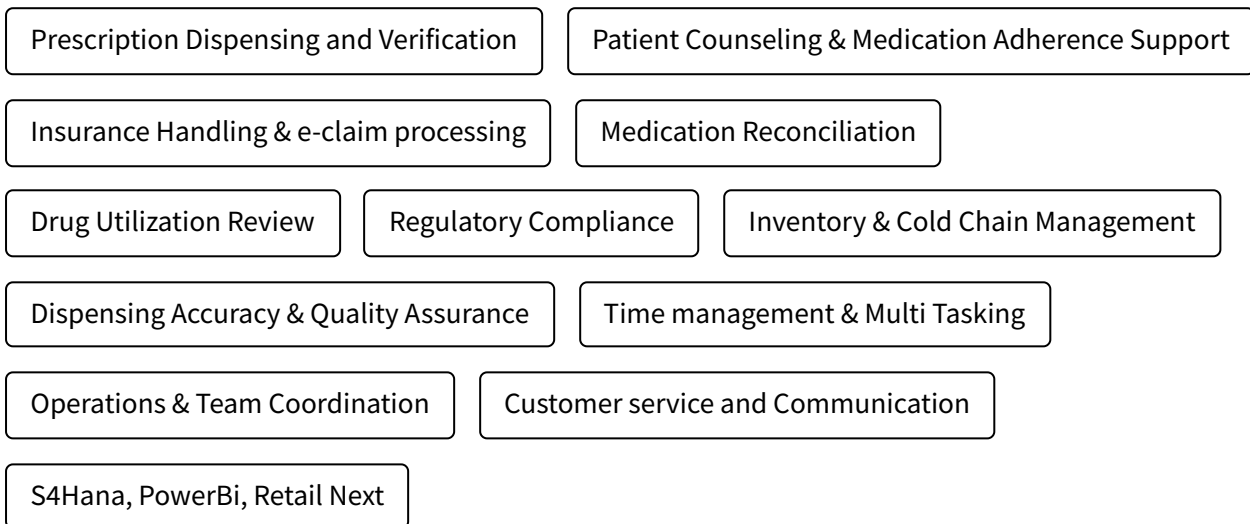 Prescription Dispensing and Verification
Patient Counseling & Medication Adherence Support
Insurance Handling & e-claim processing
Medication Reconciliation
Drug Utilization Review
Regulatory Compliance
Inventory & Cold Chain Management
Dispensing Accuracy & Quality Assurance
Time management & Multi Tasking
Operations & Team Coordination
Customer service and Communication
S4Hana, PowerBi, Retail Next